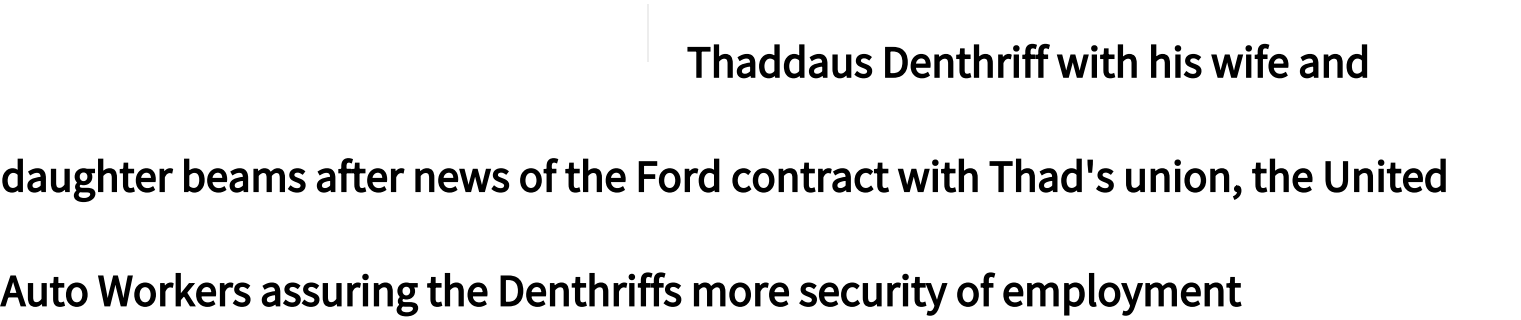 Thaddaus Denthriff with his wife and
daughter beams after news of the Ford contract with Thad's union, the United
Auto Workers assuring the Denthriffs more security of employment